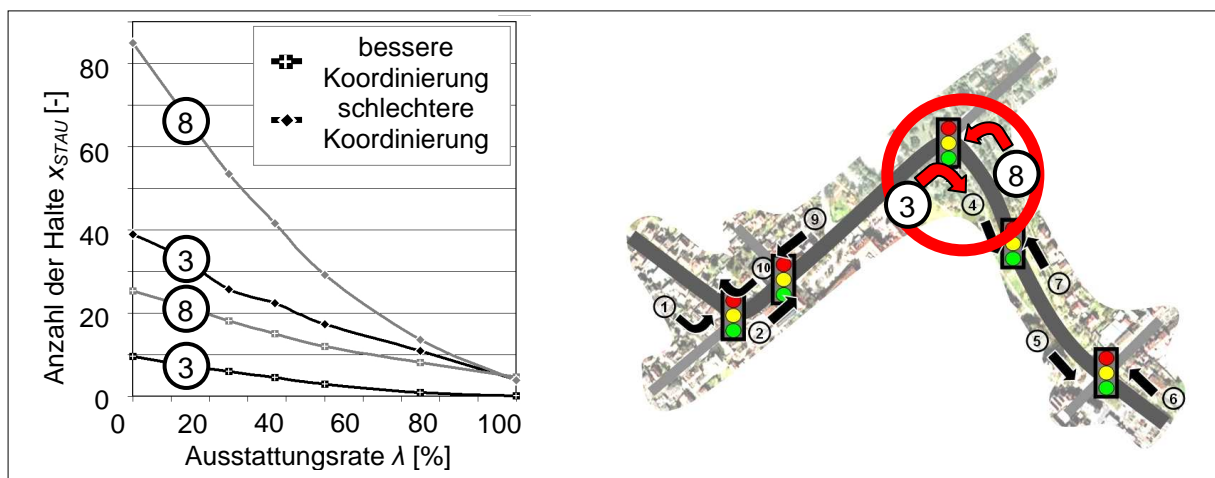 80
60
40
20
0
0 20 40 60 80 100
Anzahl der Halte x_STAU [-]
Ausstattungsrate λ [%]
bessere
Koordinierung
schlechtere
Koordinierung
8
3
8
3
1
2
3
4
5
6
7
8
9
10